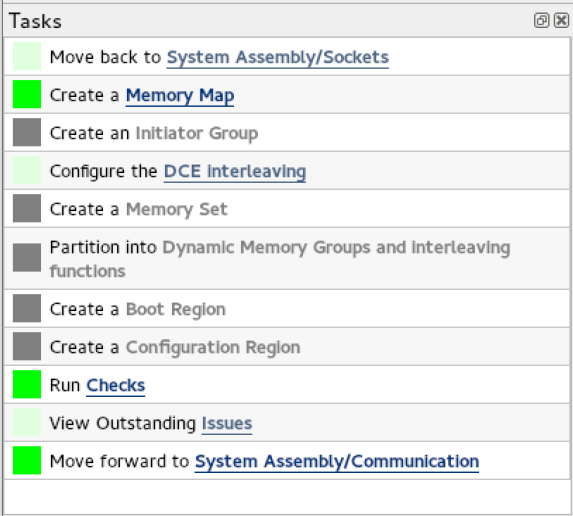 Tasks
Move back to System Assembly/Sockets
Create a Memory Map
Create an Initiator Group
Configure the DCE interleaving
Create a Memory Set
Partition into Dynamic Memory Groups and interleaving
functions
Create a Boot Region
Create a Configuration Region
Run Checks
View Outstanding Issues
Move forward to System Assembly/Communication